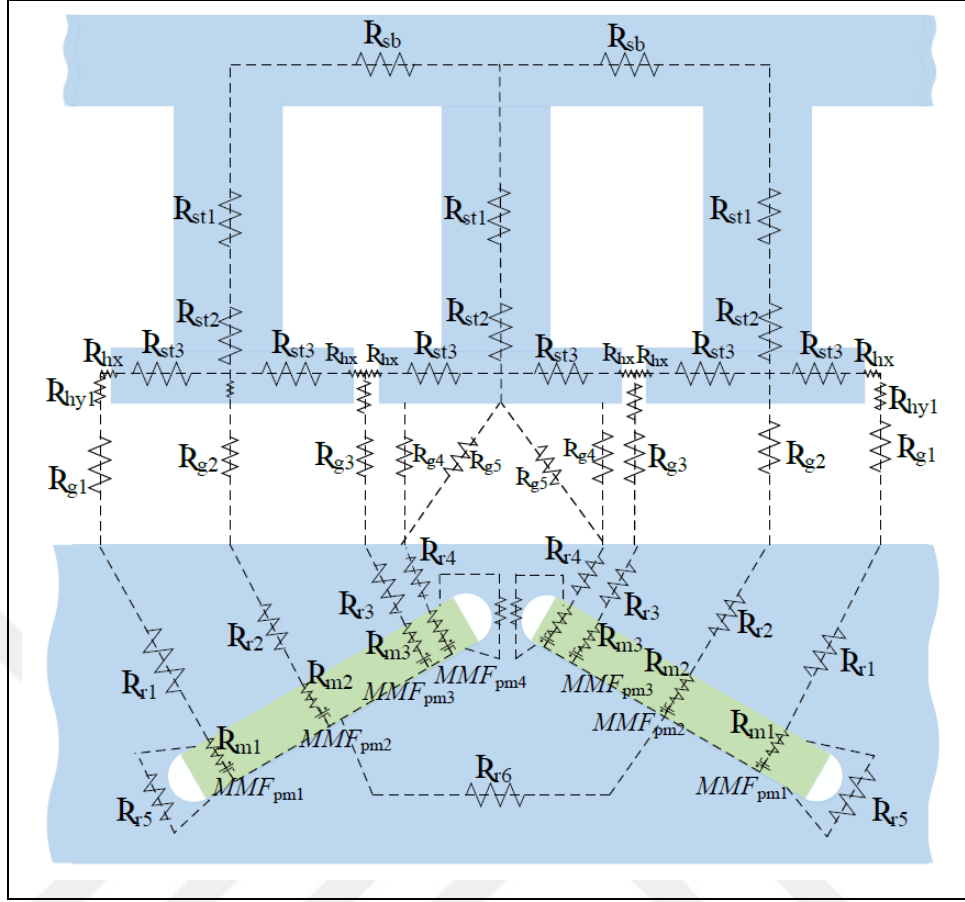 Rsb Rsb
Rst1 Rst1 Rst1
Rst2 Rst2 Rst2
Rhx Rst3 Rst3 Rhx Rhx Rst3 Rst3 Rhx Rhx Rst3 Rst3 Rhx
Rhy1 Rhy1
Rg1 Rg2 Rg3 Rg4 Rg5 Rg5 Rg4 Rg3 Rg2 Rg1
Rr4 Rr4
Rr3 Rr3
Rr2 Rm3 Rm3 Rr2
Rr1 Rm2 MMFpm3 MMFpm4 MMFpm3 Rm2 Rr1
Rm1 MMFpm2 MMFpm2 Rm1
MMFpm1 Rr6 MMFpm1
Rr5 Rr5